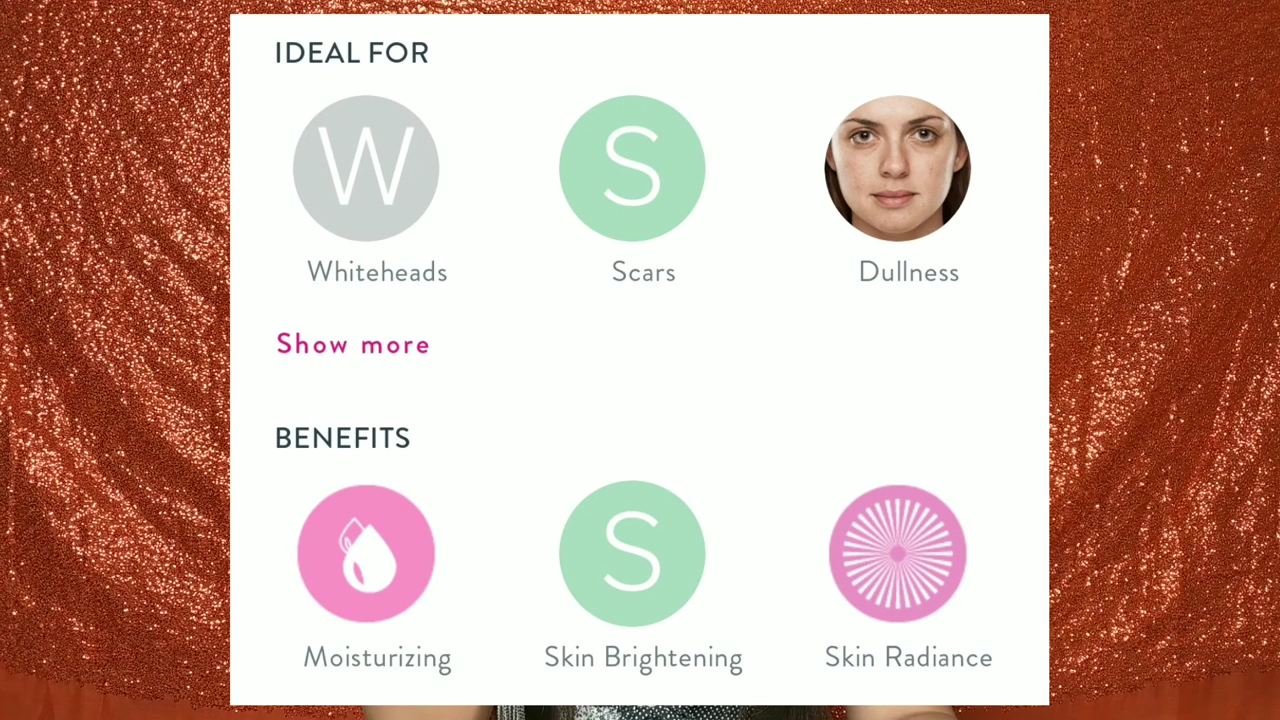 IDEAL FOR
W S
Whiteheads Scars Dullness
Show more
BENEFITS
S
Moisturizing Skin Brightening Skin Radiance